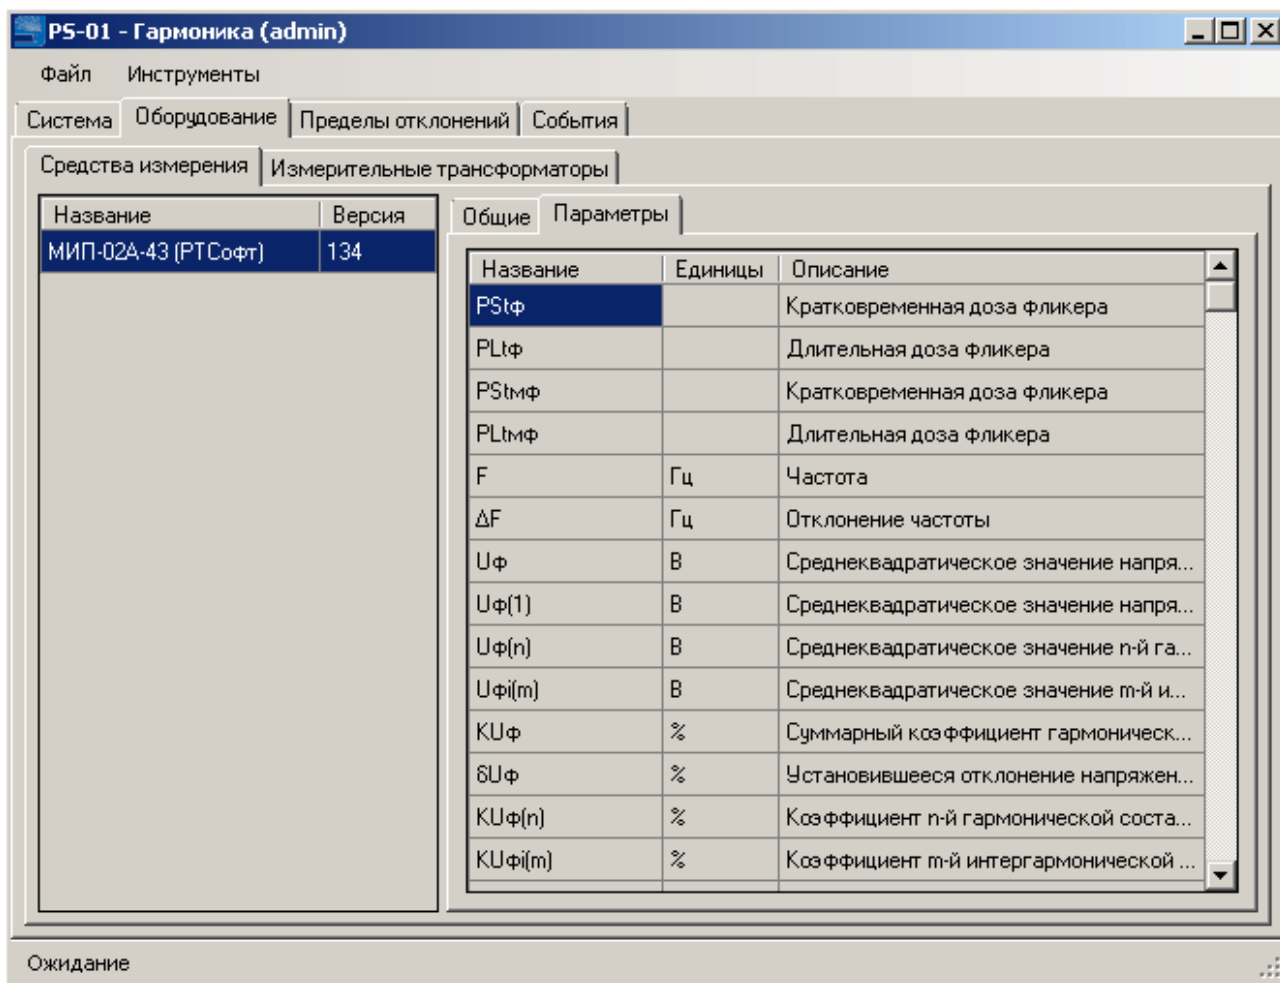 PS-01 - Гармоника (admin)
Файл Инструменты
Система Оборудование Пределы отклонений События
Средства измерения Измерительные трансформаторы
Название Версия
МИП-02А-43 (РТСофт) 134
Общие Параметры
Название Единицы Описание
PStф Кратковременная доза фликера
PLtф Длительная доза фликера
PStмф Кратковременная доза фликера
PLtмф Длительная доза фликера
F Гц Частота
ΔF Гц Отклонение частоты
Uф В Среднеквадратическое значение напря...
Uф(1) В Среднеквадратическое значение напря...
Uф(n) В Среднеквадратическое значение n-й га...
Uфi(m) В Среднеквадратическое значение m-й и...
KUф % Суммарный коэффициент гармоническ...
δUф % Установившееся отклонение напряжен...
KUф(n) % Коэффициент n-й гармонической соста...
KUфi(m) % Коэффициент m-й интергармонической ...
Ожидание